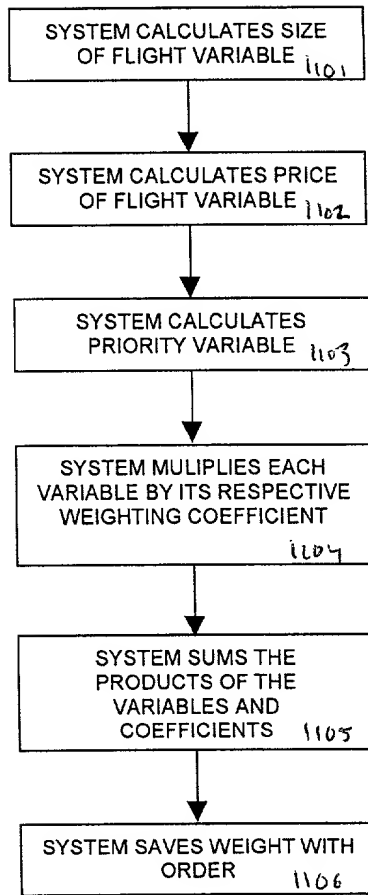 SYSTEM CALCULATES SIZE
OF FLIGHT VARIABLE 1101
SYSTEM CALCULATES PRICE
OF FLIGHT VARIABLE 1102
SYSTEM CALCULATES
PRIORITY VARIABLE 1103
SYSTEM MULIPLIES EACH
VARIABLE BY ITS RESPECTIVE
WEIGHTING COEFFICIENT
1104
SYSTEM SUMS THE
PRODUCTS OF THE
VARIABLES AND
COEFFICIENTS 1105
SYSTEM SAVES WEIGHT WITH
ORDER 1106